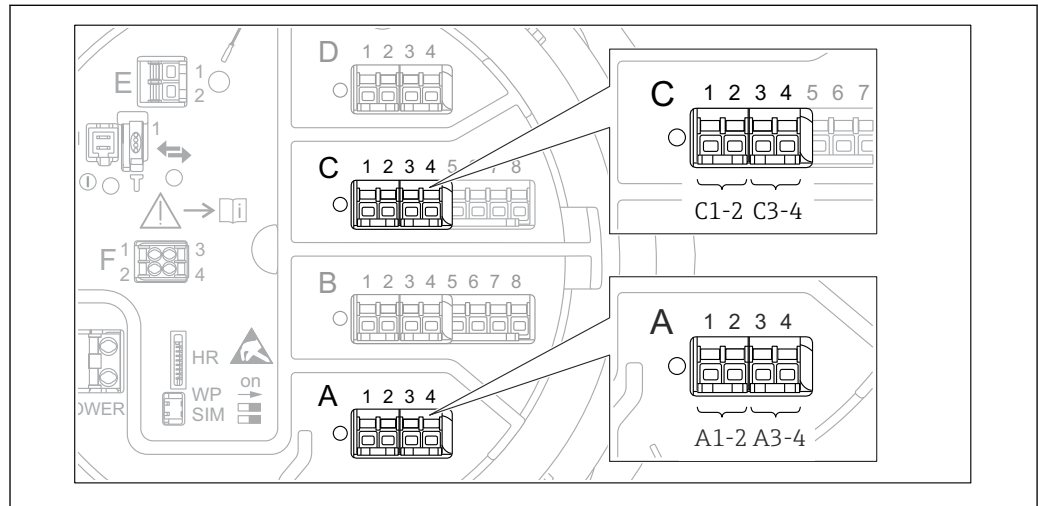 D 1 2 3 4
E 1
2
1
C 1 2 3 4 5 6 7 8
F 1 3
2 4
B 1 2 3 4 5 6 7 8
HR
WP on
SIM
A 1 2 3 4
C 1 2 3 4 5 6 7
C1-2 C3-4
A 1 2 3 4
A1-2 A3-4